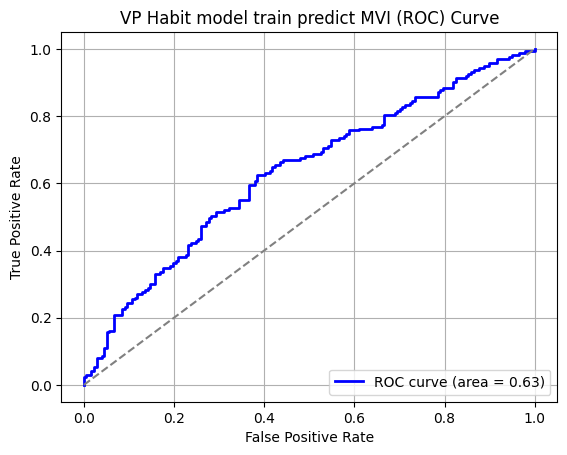 VP Habit model train predict MVI (ROC) Curve
1.0
0.8
0.6
0.4
0.2
0.0
True Positive Rate
ROC curve (area = 0.63)
0.0 0.2 0.4 0.6 0.8 1.0
False Positive Rate